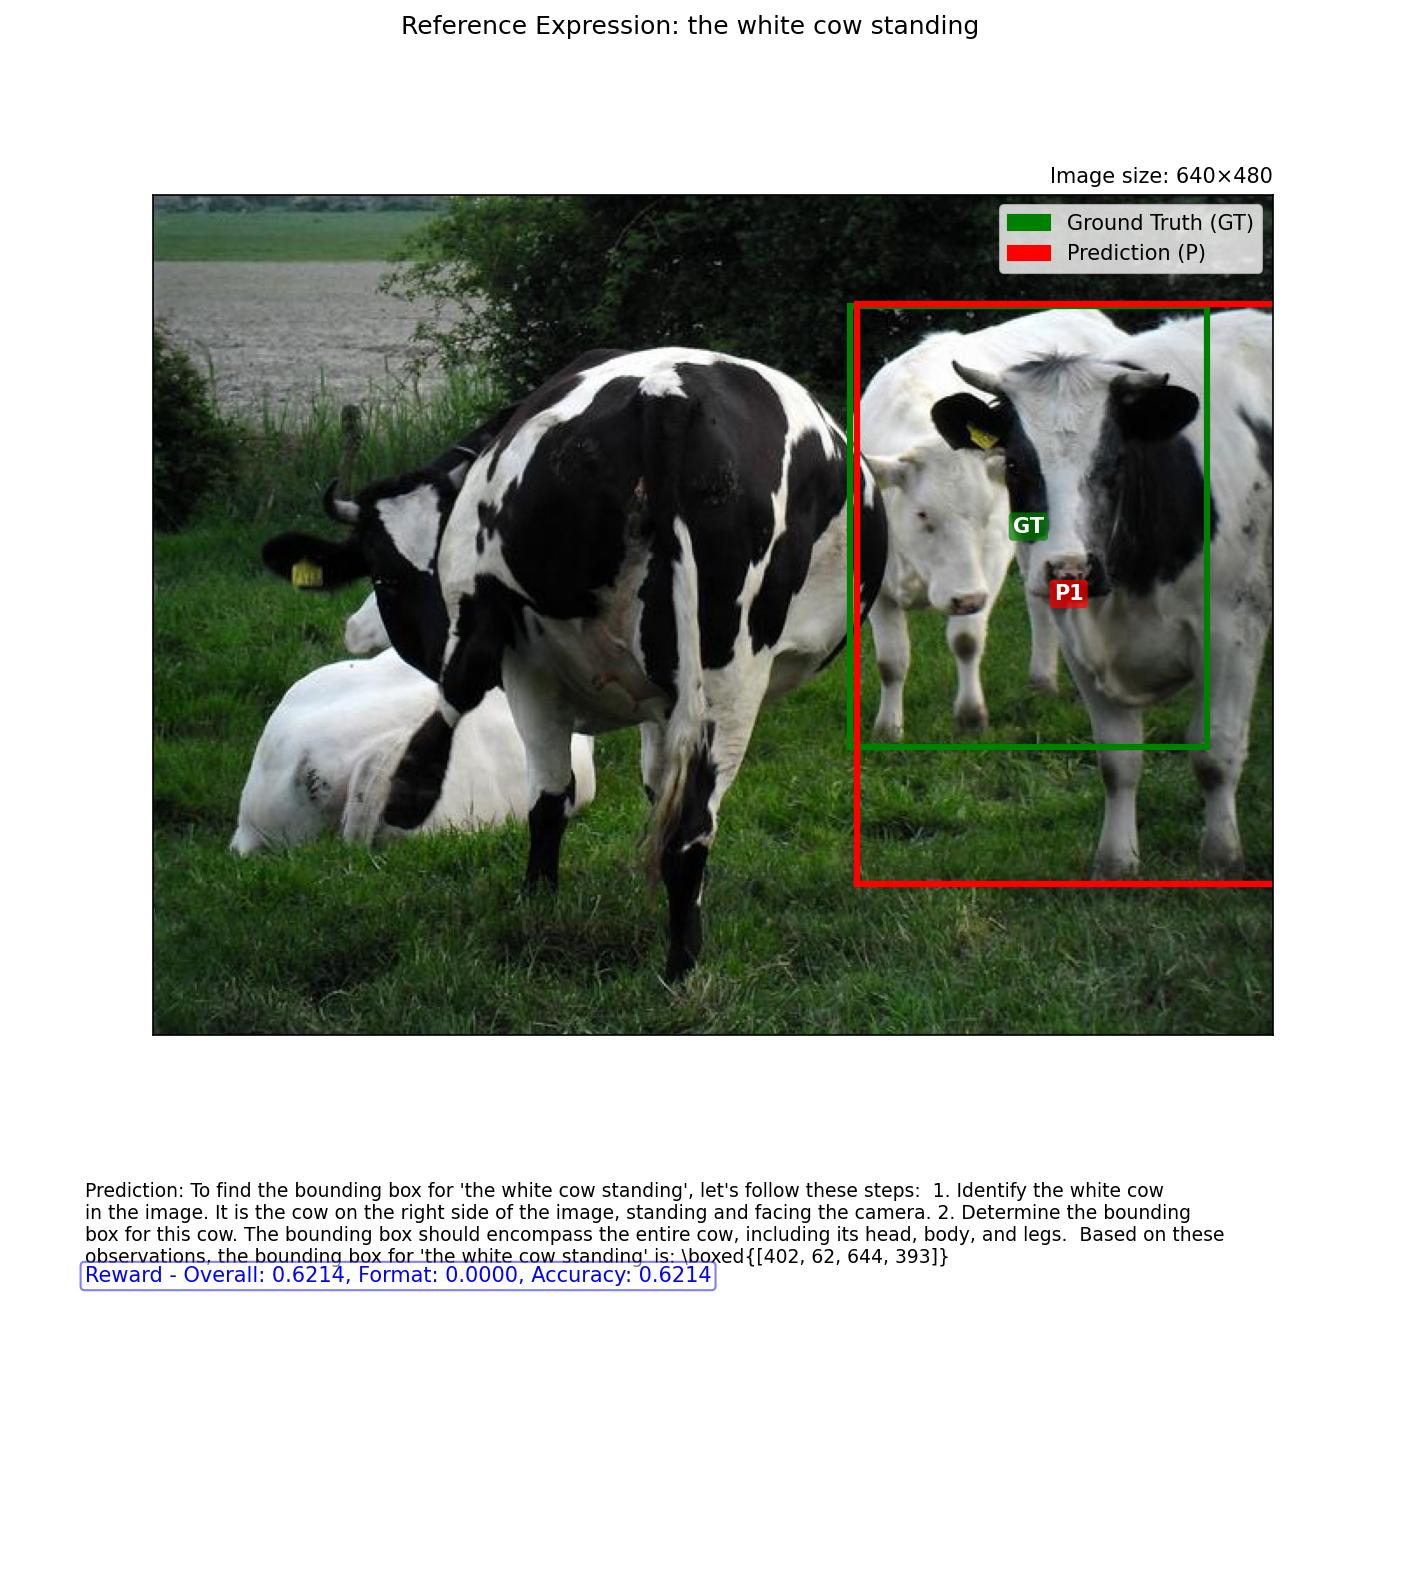 Reference Expression: the white cow standing
Image size: 640×480
Ground Truth (GT)
Prediction (P)
GT
P1
Prediction: To find the bounding box for 'the white cow standing', let's follow these steps:  1. Identify the white cow
in the image. It is the cow on the right side of the image, standing and facing the camera. 2. Determine the bounding
box for this cow. The bounding box should encompass the entire cow, including its head, body, and legs.  Based on these
observations, the bounding box for 'the white cow standing' is: \boxed{[402, 62, 644, 393]}
Reward - Overall: 0.6214, Format: 0.0000, Accuracy: 0.6214